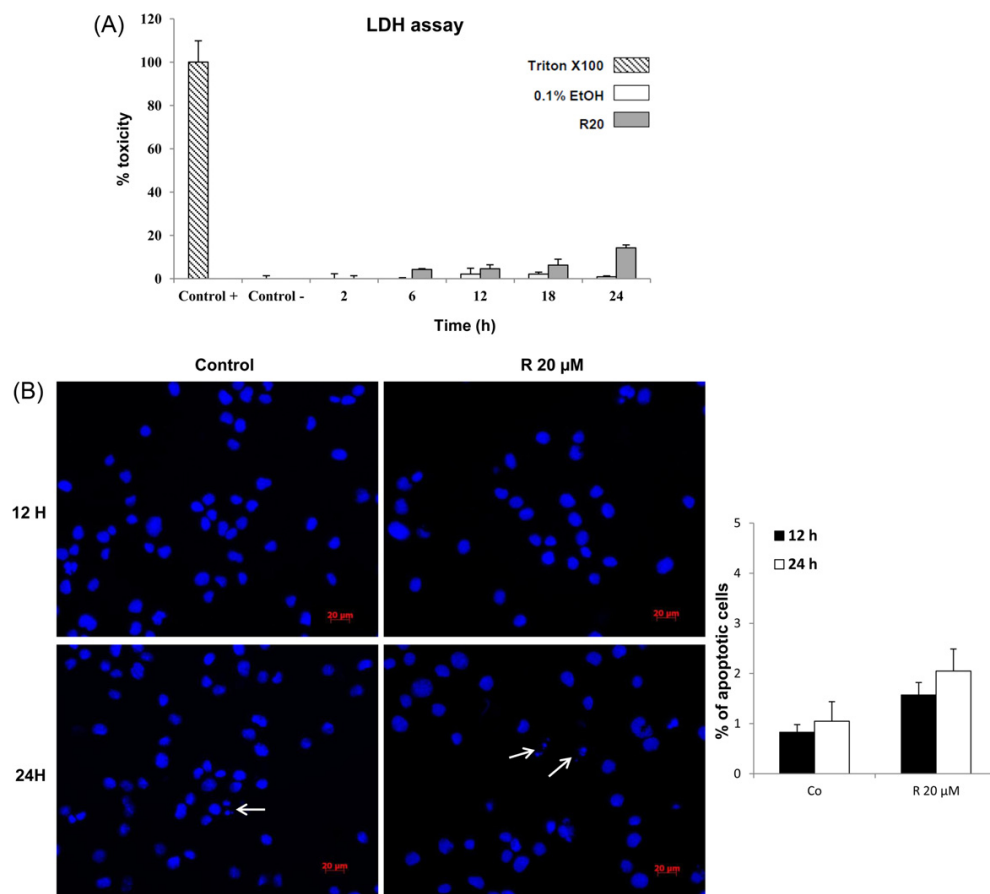 (A)
LDH assay
120
100
80
60
40
20
0
% toxicity
Triton X100
0.1% EtOH
R20
Control +
Control -
2
6
12
18
24
Time (h)
(B)
Control
R 20 µM
12 H
20 µm
20 µm
24H
20 µm
20 µm
5
4
3
2
1
0
% of apoptotic cells
12 h
24 h
Co
R 20 µM